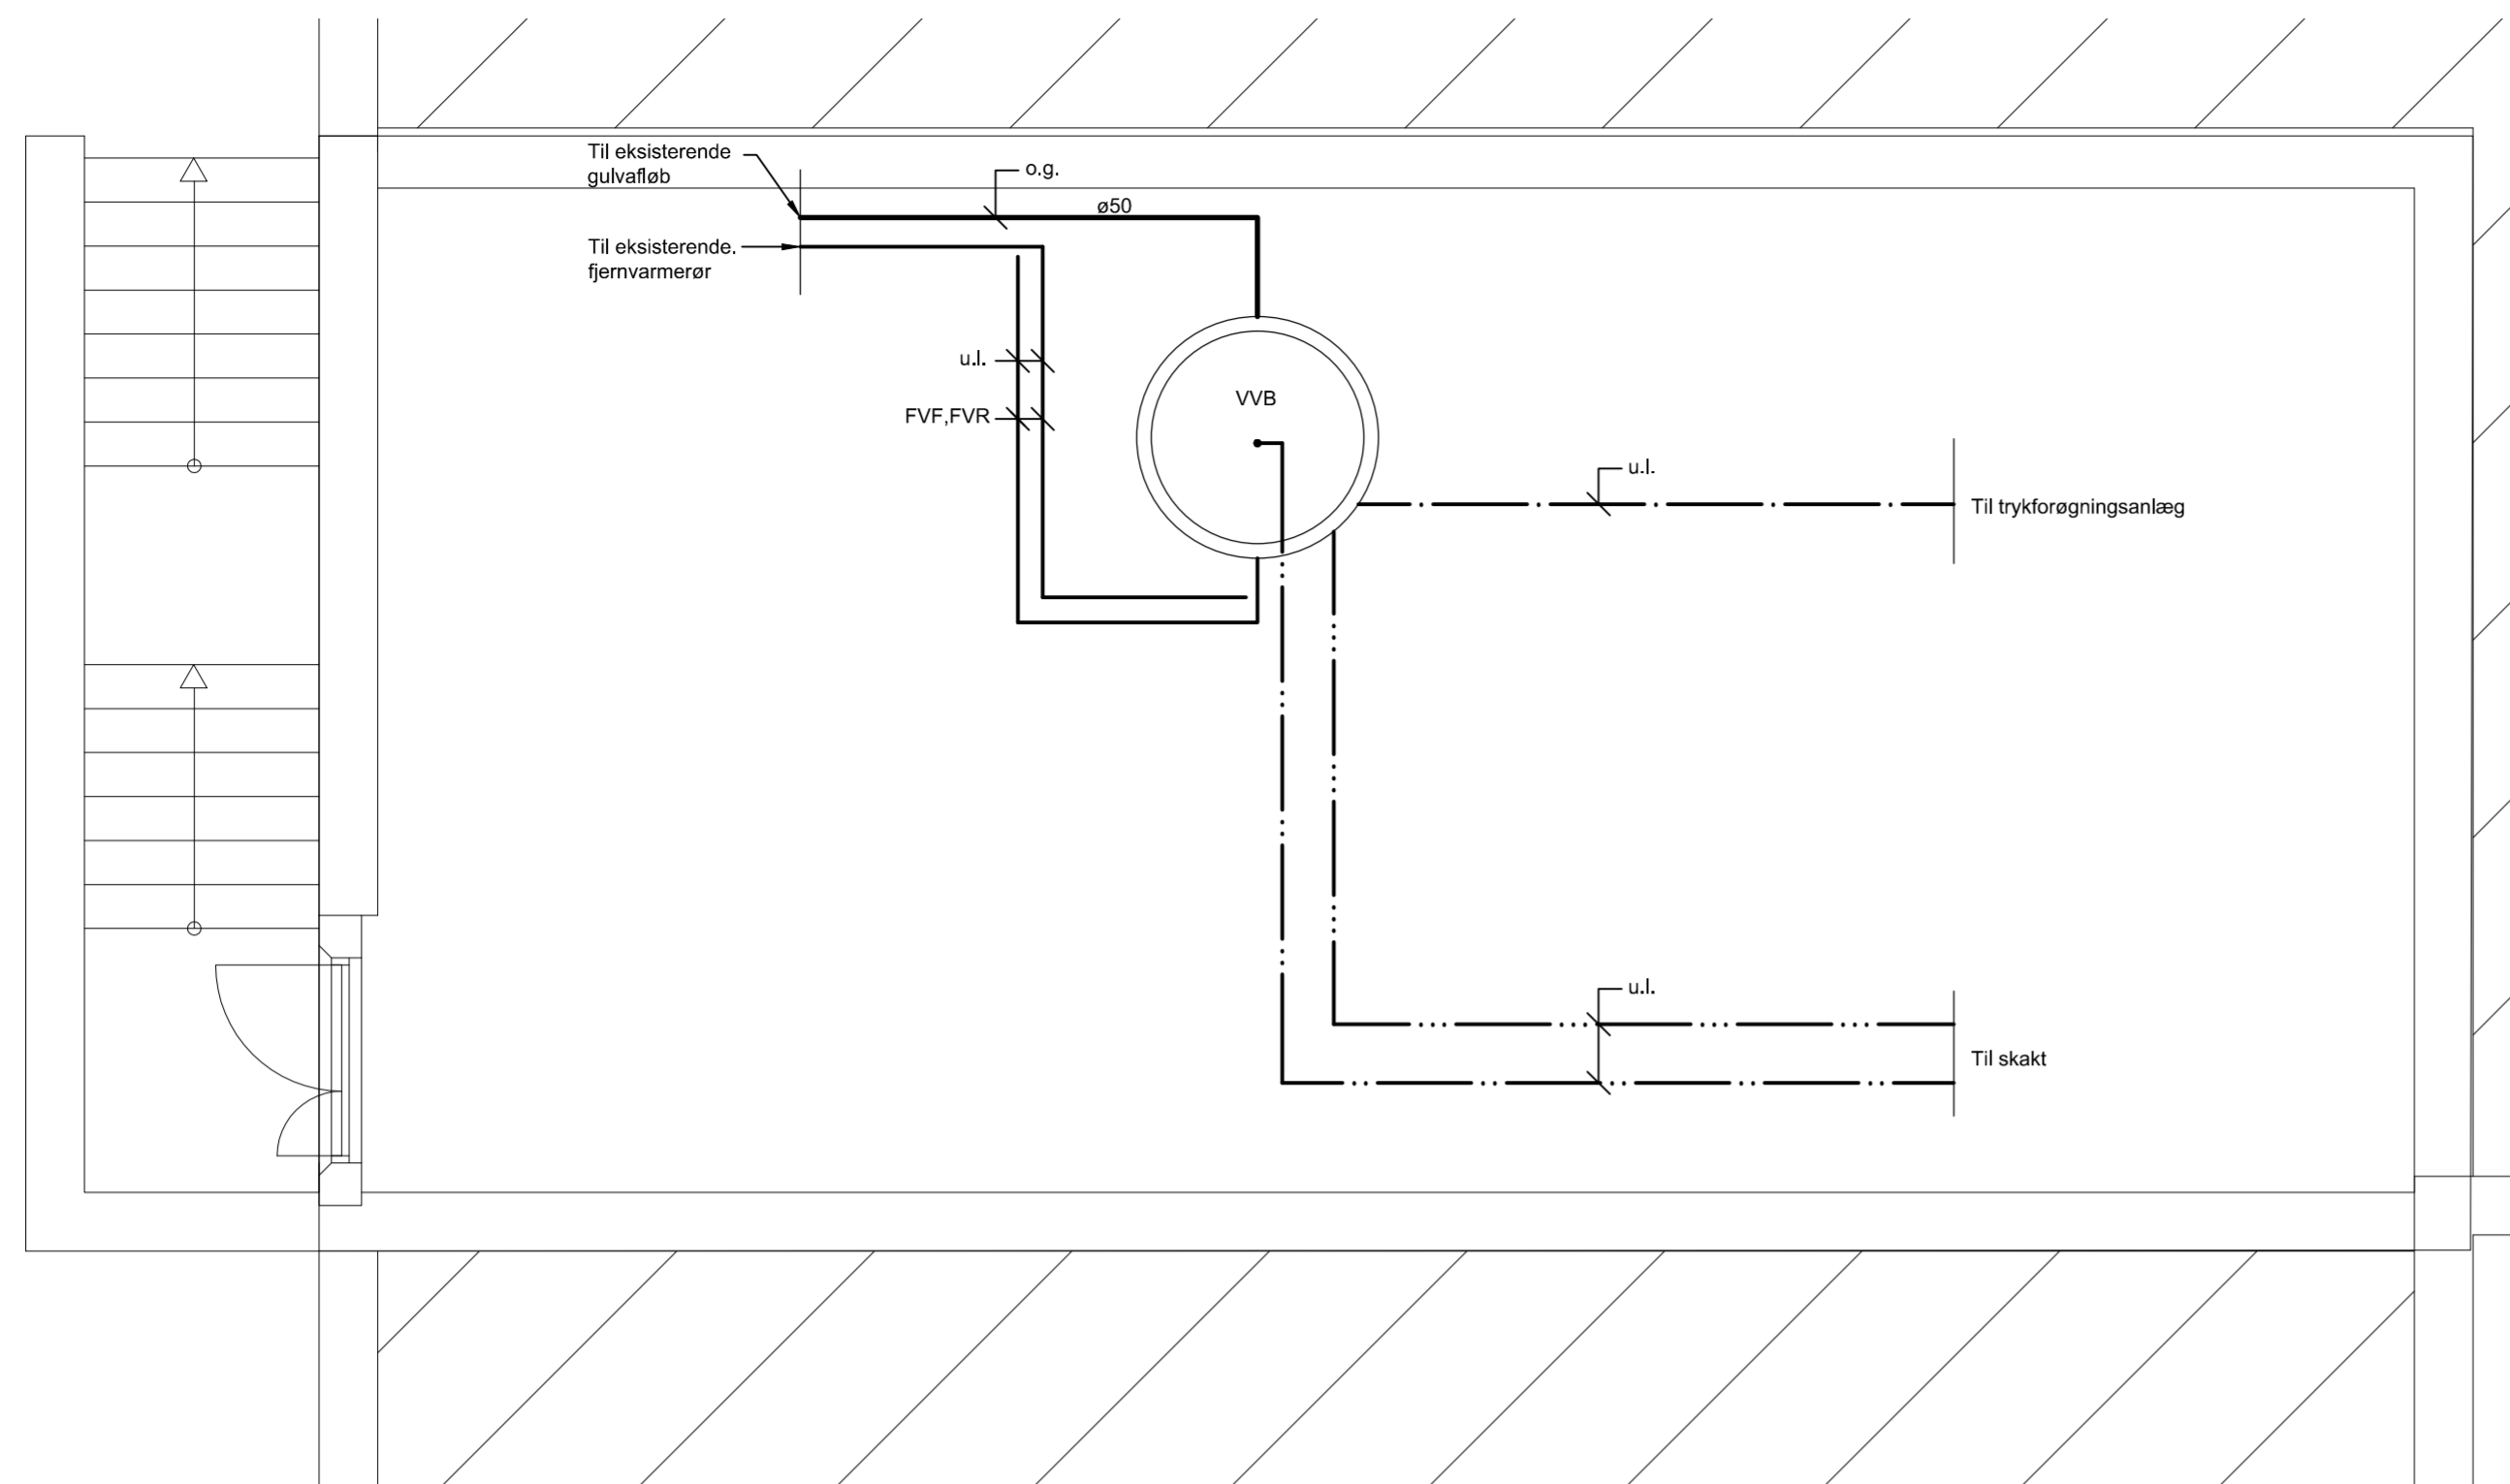 Til eksisterende
gulvafløb
o.g.
ø50
Til eksisterende.
fjernvarmerør
u.l.
FVF,FVR
VVB
u.l.
Til trykforøgningsanlæg
u.l.
Til skakt